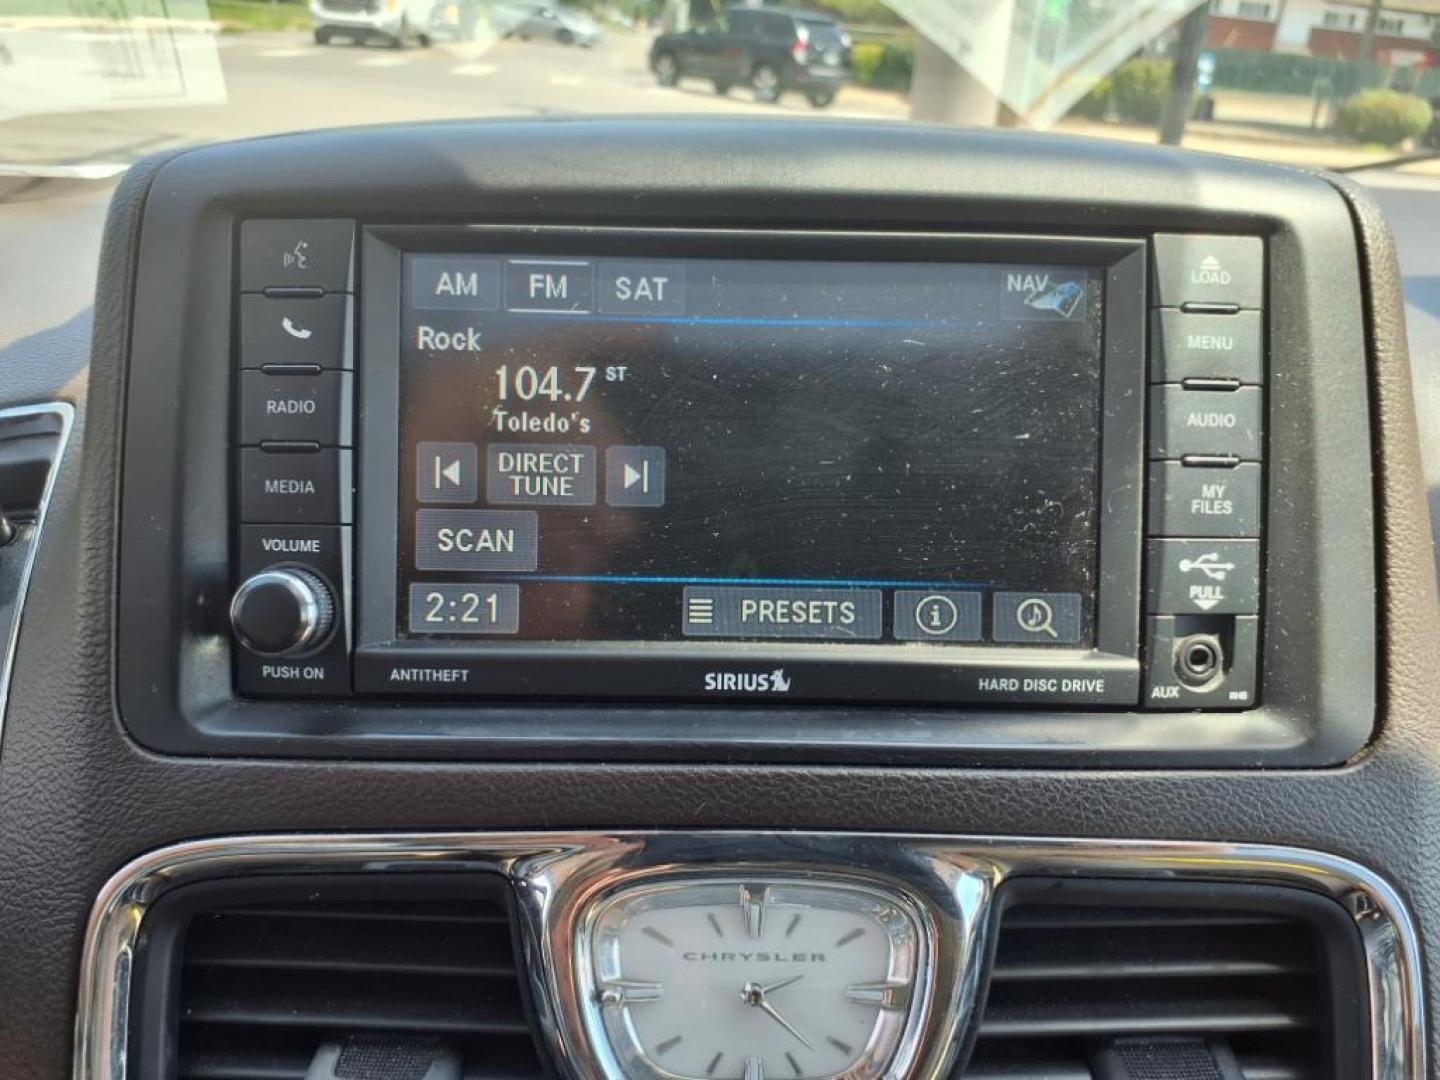 AM FM SAT NAV
Rock
104.7 ST
Toledo's
DIRECT
TUNE
SCAN
2:21 PRESETS
RADIO
MEDIA
VOLUME
PUSH ON
LOAD
MENU
AUDIO
MY
FILES
PULL
AUX
RHB
ANTITHEFT SIRIUS HARD DISC DRIVE
CHRYSLER